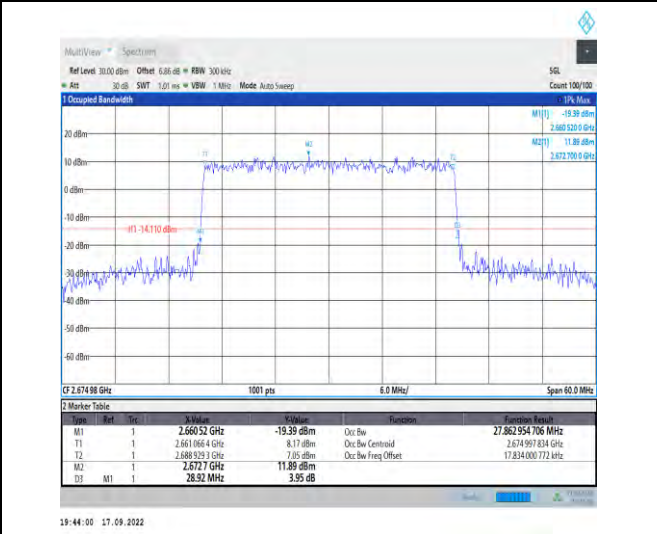 MultiView Spectrum
Ref Level 30.00 dBm Offset 6.86 dB RBW 300 kHz SGL
Att 30 dB SWT 1.01 ms VBW 1 MHz Mode Auto Sweep Count 100/100
1 Occupied Bandwidth 1Pk Max
M1[1] -19.39 dBm
2.660 520 0 GHz
M2[1] 11.89 dBm
2.672 700 0 GHz
20 dBm
10 dBm
0 dBm
-10 dBm
H1 -14.110 dBm
-30 dBm
-40 dBm
-50 dBm
-60 dBm
T1
M2
T2
M1
D3
CF 2.674 98 GHz 1001 pts 6.0 MHz/ Span 60.0 MHz
2 Marker Table
Type Ref Trc X-Value Y-Value Function Function Result
M1 1 2.660 52 GHz -19.39 dBm Occ Bw 27.862 954 706 MHz
T1 1 2.661 066 4 GHz 8.17 dBm Occ Bw Centroid 2.674 997 834 GHz
T2 1 2.688 929 3 GHz 7.05 dBm Occ Bw Freq Offset 17.834 000 772 kHz
M2 1 2.672 7 GHz 11.89 dBm
D3 M1 1 28.92 MHz 3.95 dB
Ready
19:44:00 17.09.2022